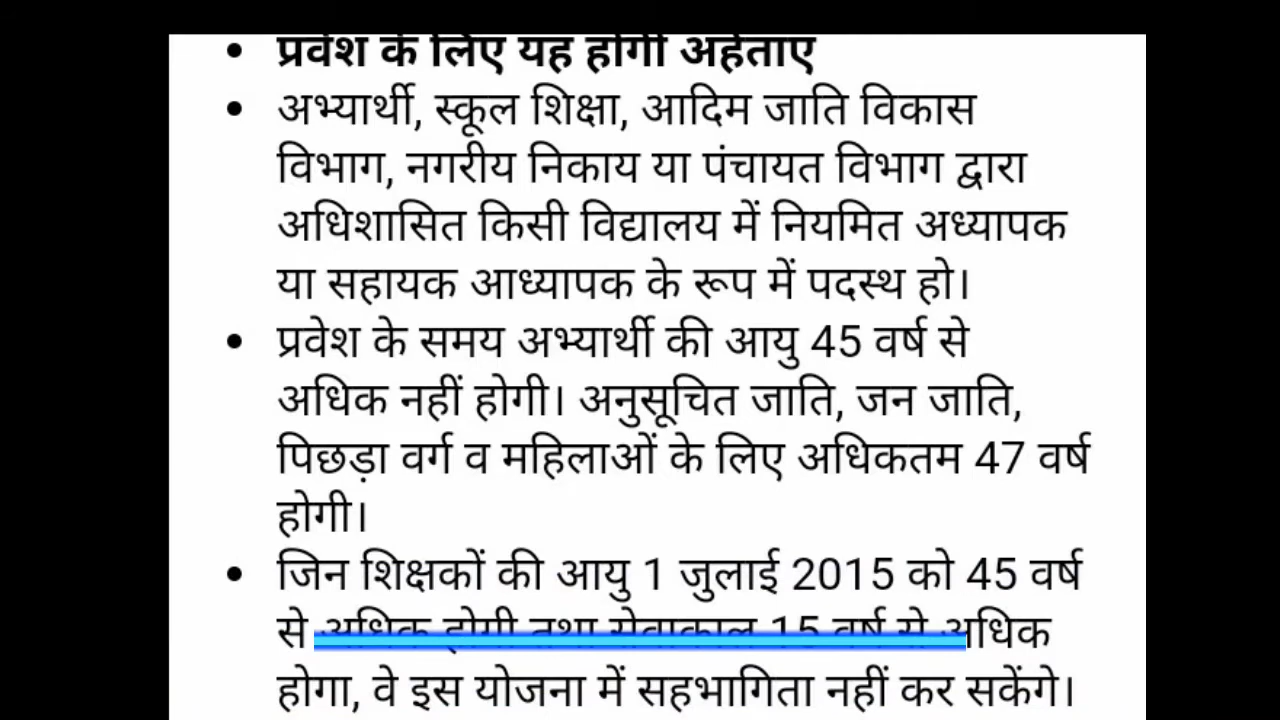 प्रवेश के लिए यह होगी अर्हताएं
अभ्यार्थी, स्कूल शिक्षा, आदिम जाति विकास
विभाग, नगरीय निकाय या पंचायत विभाग द्वारा
अधिशासित किसी विद्यालय में नियमित अध्यापक
या सहायक आध्यापक के रूप में पदस्थ हो।
प्रवेश के समय अभ्यार्थी की आयु 45 वर्ष से
अधिक नहीं होगी। अनुसूचित जाति, जन जाति,
पिछड़ा वर्ग व महिलाओं के लिए अधिकतम 47 वर्ष
होगी।
जिन शिक्षकों की आयु 1 जुलाई 2015 को 45 वर्ष
से अधिक होगी तथा सेवाकाल 15 वर्ष से अधिक
होगा, वे इस योजना में सहभागिता नहीं कर सकेंगे।